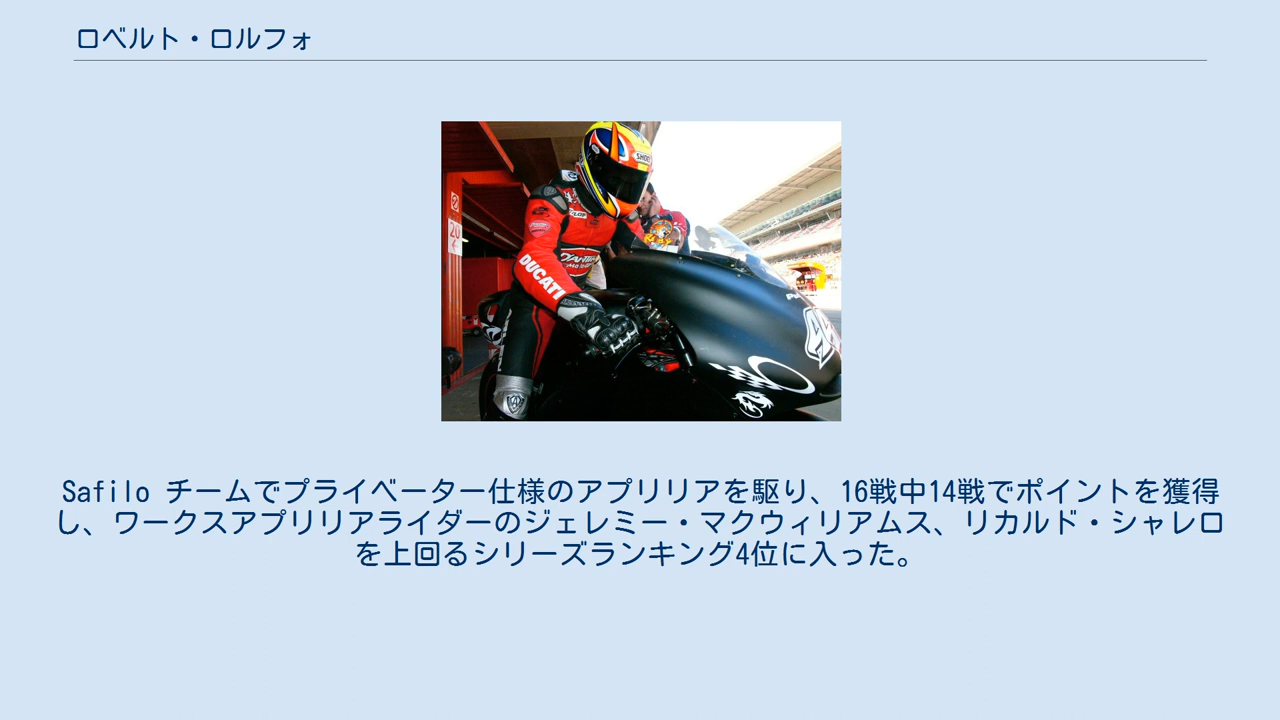 ロベルト・ロルフォ
SHOEI
20
DUCATI
44
Safilo チームでプライベーター仕様のアプリリアを駆り、16戦中14戦でポイントを獲得
し、ワークスアプリリアライダーのジェレミー・マクウィリアムス、リカルド・シャレロ
を上回るシリーズランキング4位に入った。